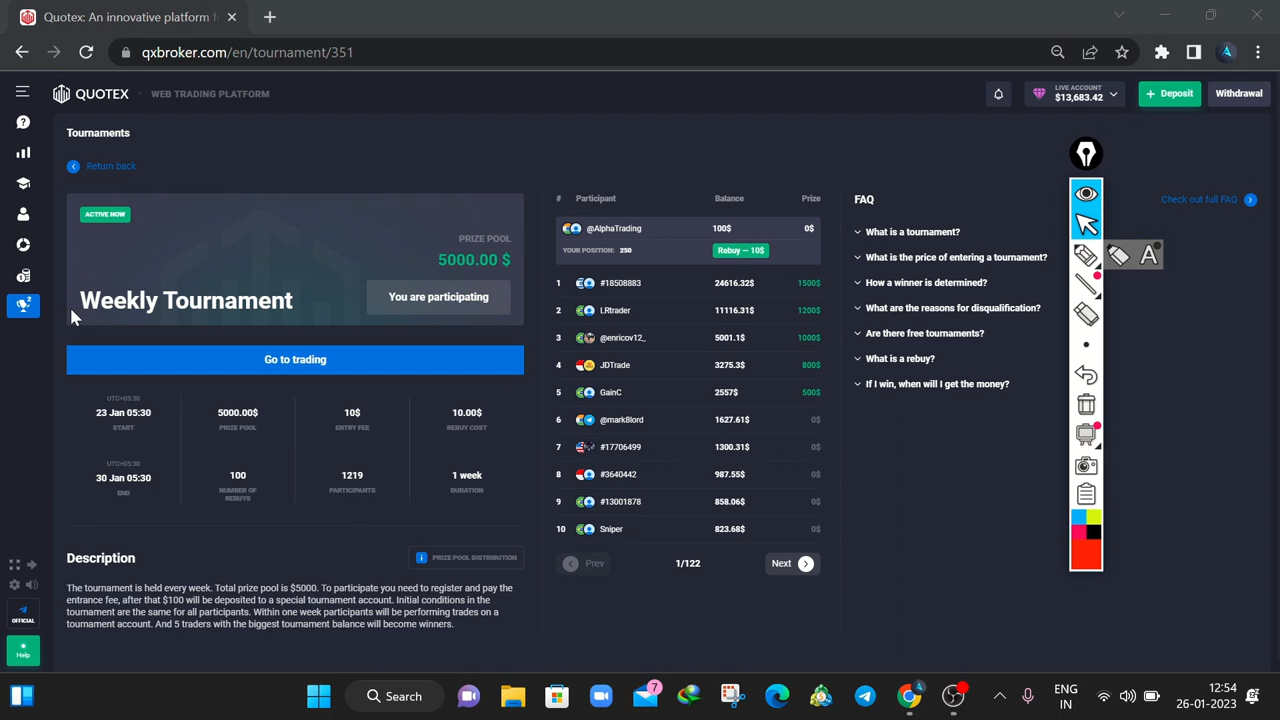 Quotex: An innovative platform f
qxbroker.com/en/tournament/351
QUOTEX
WEB TRADING PLATFORM
LIVE ACCOUNT
$13,683.42
+ Deposit
Withdrawal
Tournaments
Return back
ACTIVE NOW
PRIZE POOL
5000.00 $
Weekly Tournament
You are participating
Go to trading
UTC+05:30
23 Jan 05:30
START
5000.00$
PRIZE POOL
10$
ENTRY FEE
10.00$
REBUY COST
UTC+05:30
30 Jan 05:30
END
100
NUMBER OF
REBUYS
1219
PARTICIPANTS
1 week
DURATION
Description
PRIZE POOL DISTRIBUTION
The tournament is held every week. Total prize pool is $5000. To participate you need to register and pay the
entrance fee, after that $100 will be deposited to a special tournament account. Initial conditions in the
tournament are the same for all participants. Within one week participants will be performing trades on a
tournament account. And 5 traders with the biggest tournament balance will become winners.
# Participant Balance Prize
@AlphaTrading 100$ 0$
YOUR POSITION: 250 Rebuy — 10$
1 #18508883 24616.32$ 1500$
2 LRtrader 11116.31$ 1200$
3 @enricov12_ 5001.1$ 1000$
4 JDTrade 3275.3$ 800$
5 GainC 2557$ 500$
6 @mark8lord 1627.61$ 0$
7 #17706499 1300.31$ 0$
8 #3640442 987.55$ 0$
9 #13001878 858.06$ 0$
10 Sniper 823.68$ 0$
Prev 1/122 Next
FAQ
Check out full FAQ
What is a tournament?
What is the price of entering a tournament?
How a winner is determined?
What are the reasons for disqualification?
Are there free tournaments?
What is a rebuy?
If I win, when will I get the money?
A
2
OFFICIAL
Help
Search
7
ENG
IN
12:54
26-01-2023